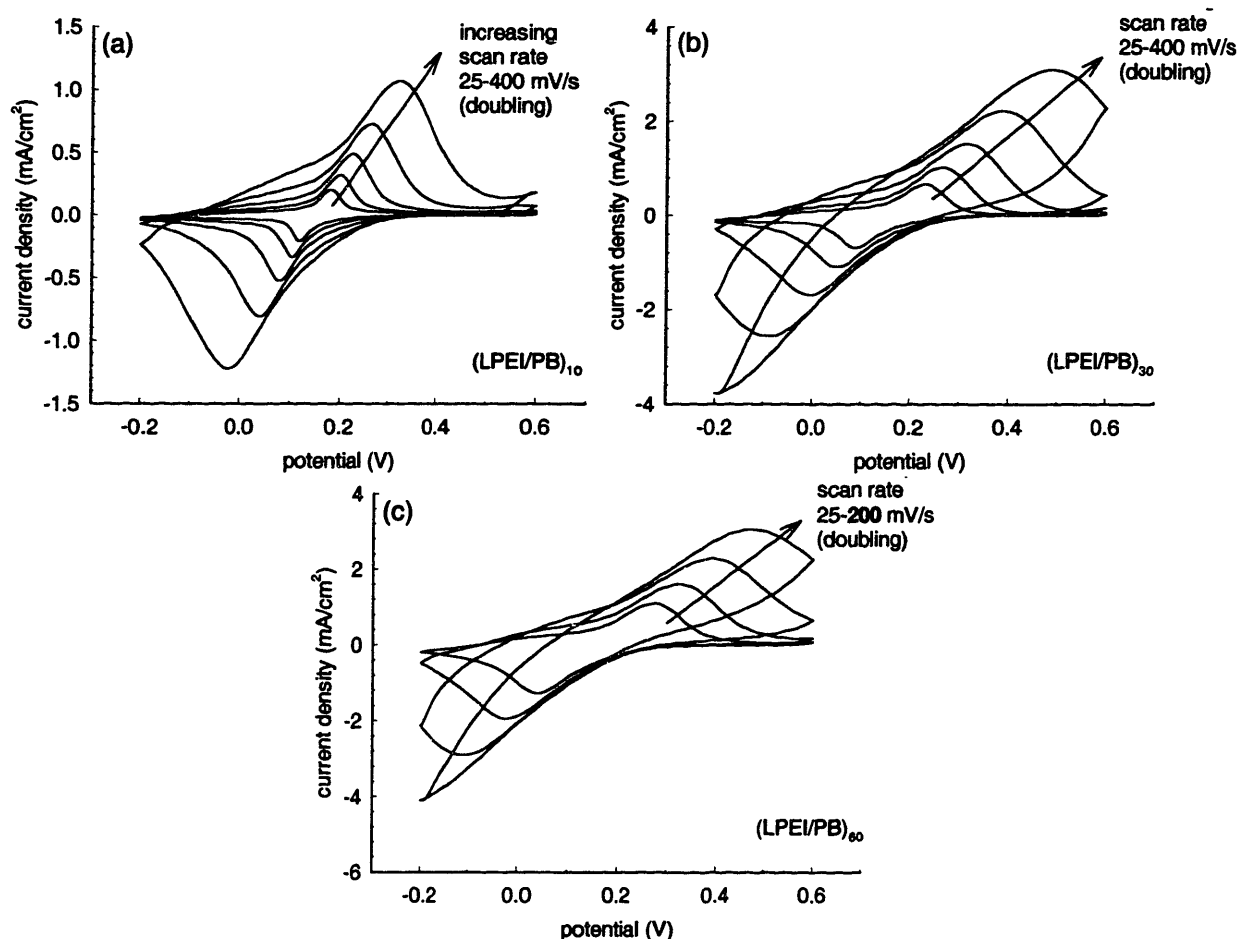 (a)
increasing
scan rate
25-400 mV/s
(doubling)
1.5
1.0
0.5
0.0
-0.5
-1.0
-1.5
current density (mA/cm²)
(LPEI/PB)₁₀
-0.2 0.0 0.2 0.4 0.6
potential (V)
(b)
scan rate
25-400 mV/s
(doubling)
4
2
0
-2
-4
current density (mA/cm²)
(LPEI/PB)₃₀
-0.2 0.0 0.2 0.4 0.6
potential (V)
(c)
scan rate
25-200 mV/s
(doubling)
4
2
0
-2
-4
-6
current density (mA/cm²)
(LPEI/PB)₆₀
-0.2 0.0 0.2 0.4 0.6
potential (V)